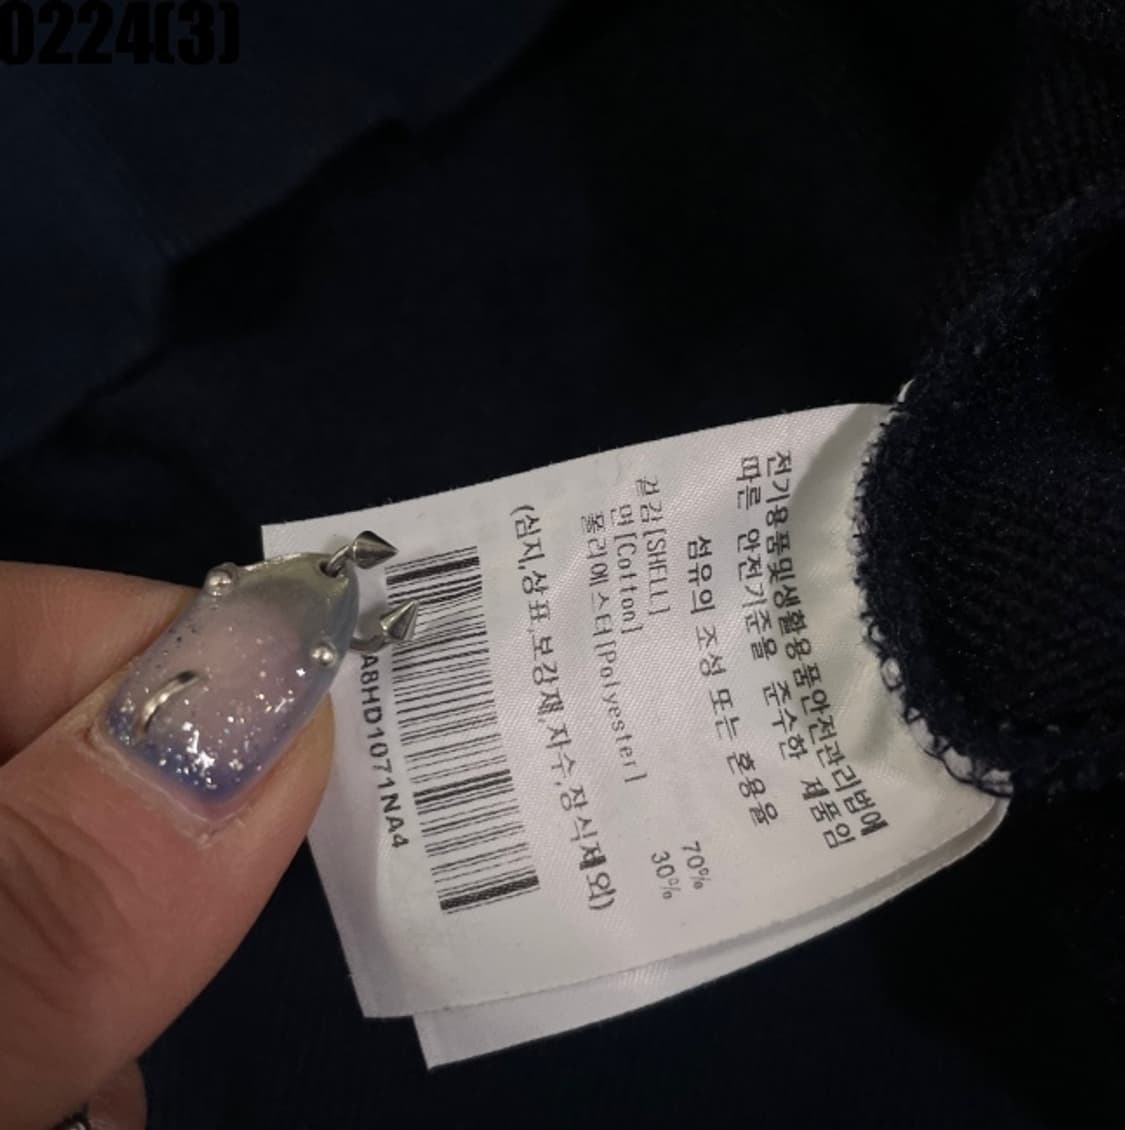 0224(3)
전기용품및생활용품안전관리법에
따른 안전기준을 준수한 제품임
섬유의 조성 또는 혼용율
겉감[SHELL]
면[Cotton] 70%
폴리에스터[Polyester] 30%
(심지,상표,보강재,자수,장식제외)
A8HD1071NA4